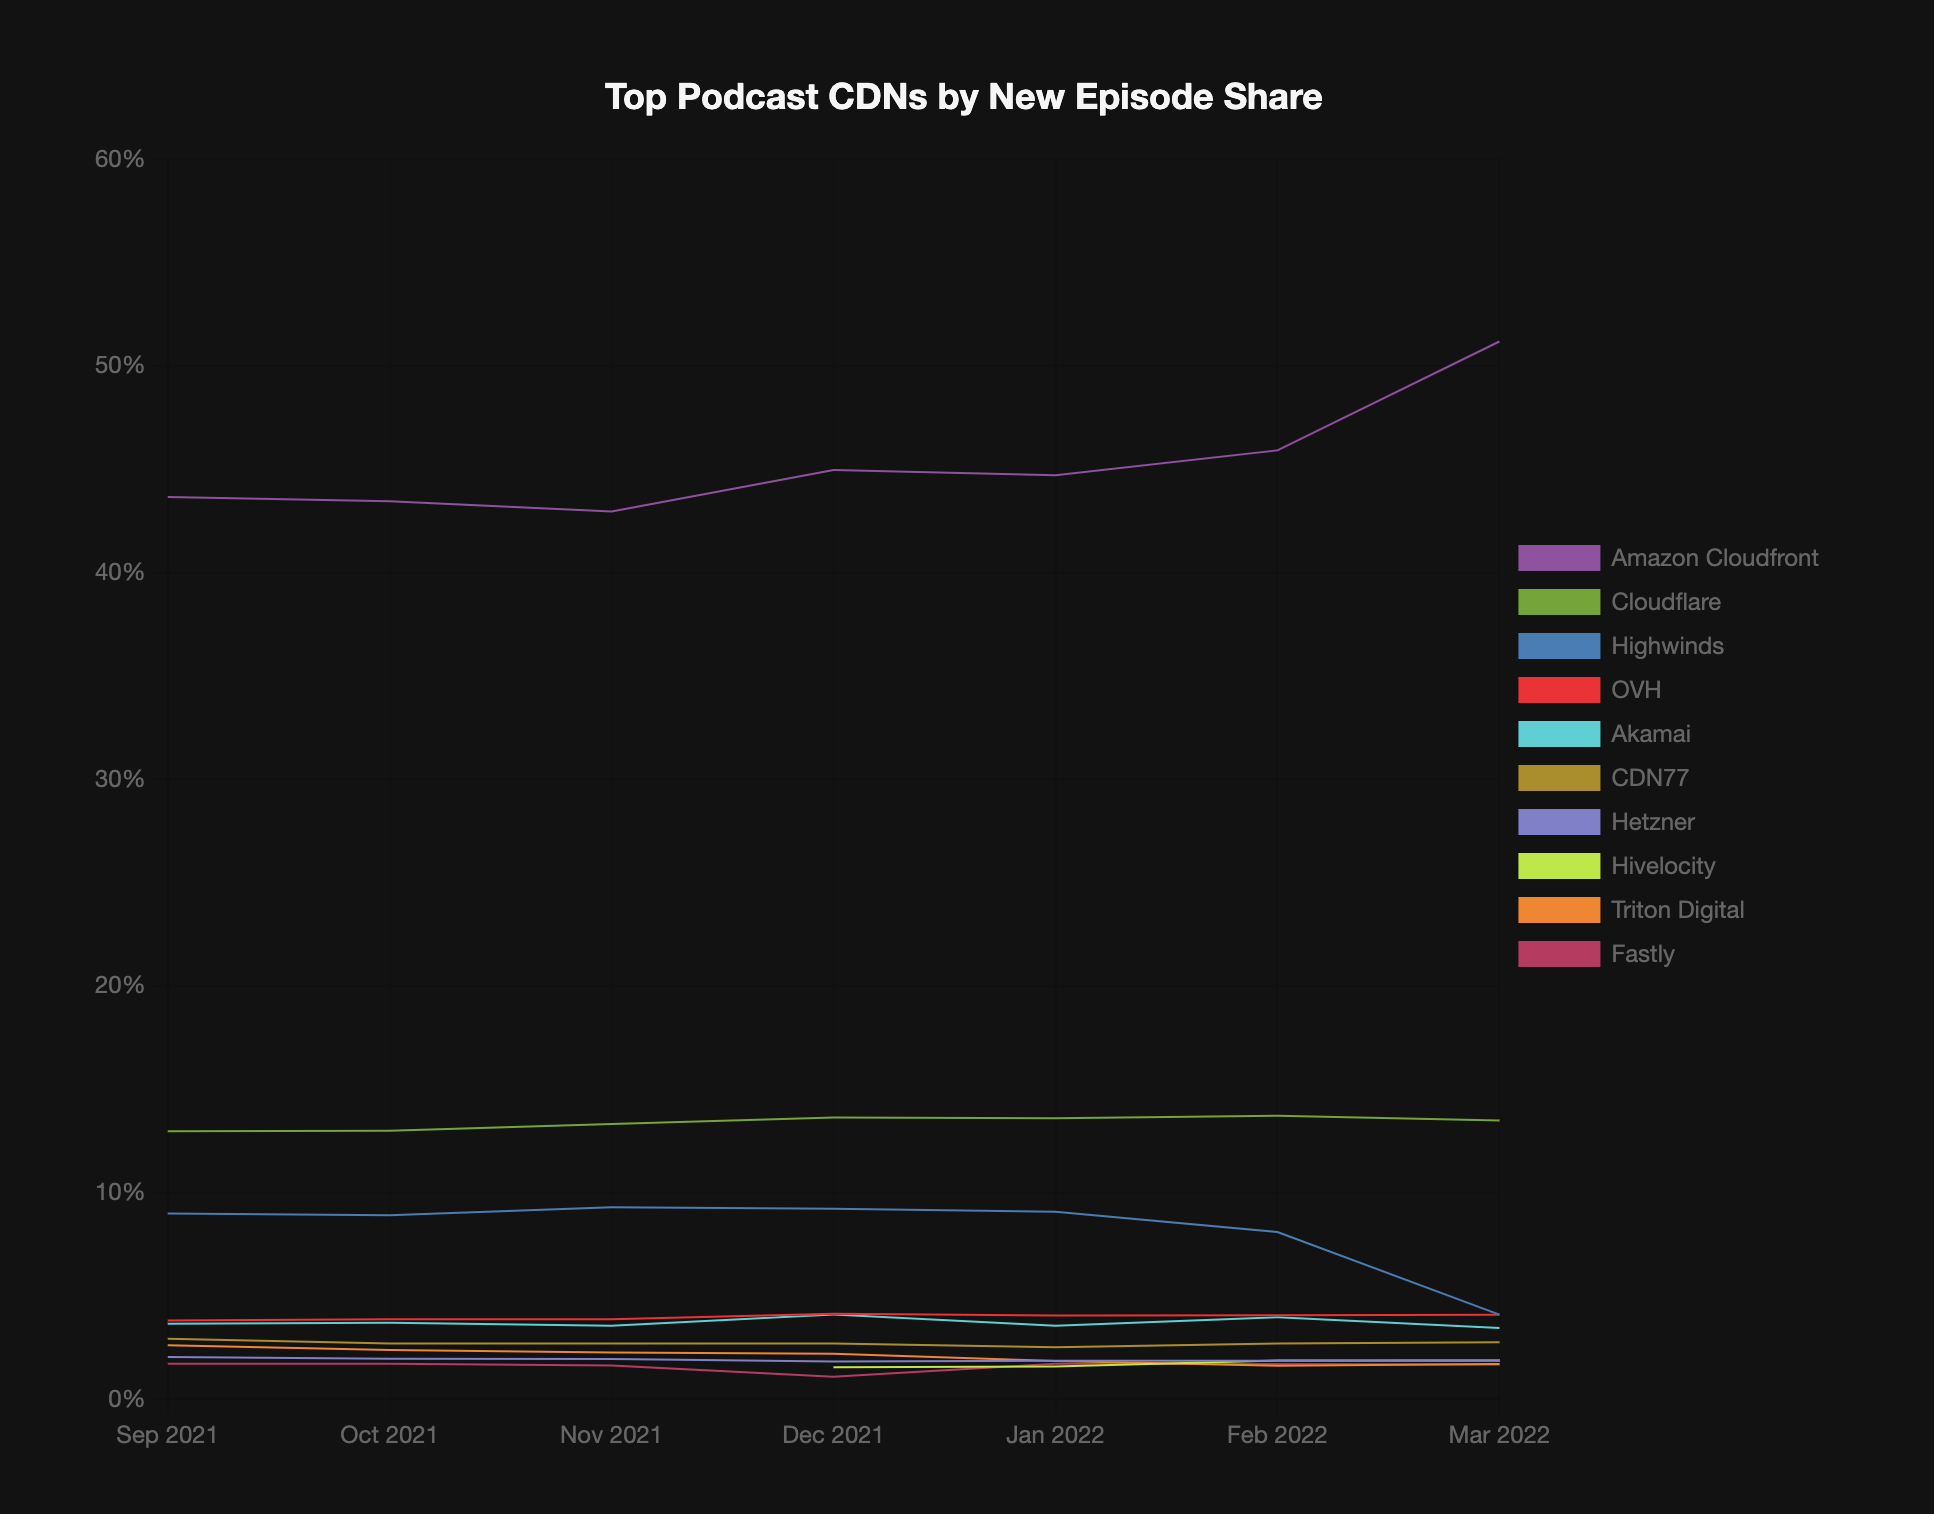 Top Podcast CDNs by New Episode Share
60%
50%
40%
30%
20%
10%
0%
Sep 2021 Oct 2021 Nov 2021 Dec 2021 Jan 2022 Feb 2022 Mar 2022
Amazon Cloudfront
Cloudflare
Highwinds
OVH
Akamai
CDN77
Hetzner
Hivelocity
Triton Digital
Fastly